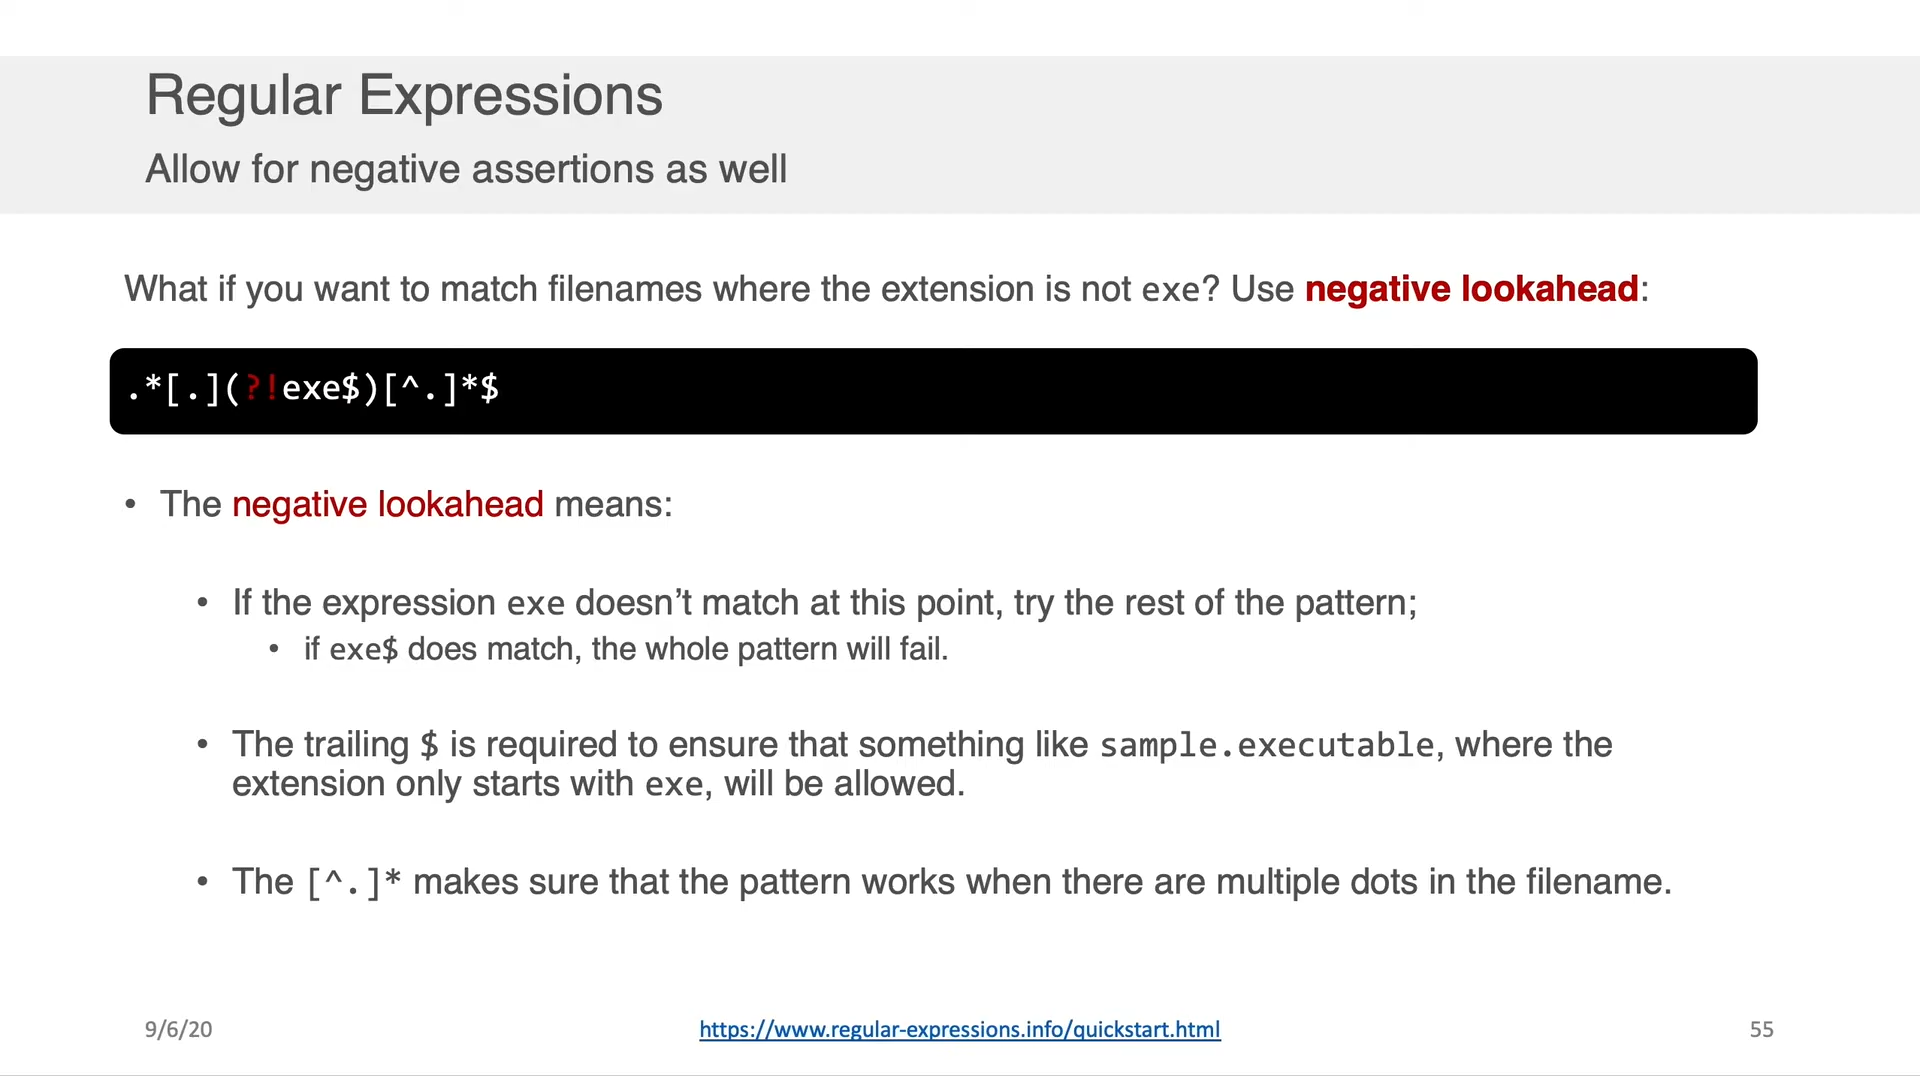 Regular Expressions
Allow for negative assertions as well
What if you want to match filenames where the extension is not exe? Use negative lookahead:
.*[.](?!exe$)[^.]*$
• The negative lookahead means:
• If the expression exe doesn’t match at this point, try the rest of the pattern;
• if exe$ does match, the whole pattern will fail.
• The trailing $ is required to ensure that something like sample.executable, where the
extension only starts with exe, will be allowed.
• The [^.]* makes sure that the pattern works when there are multiple dots in the filename.
9/6/20
https://www.regular-expressions.info/quickstart.html
55